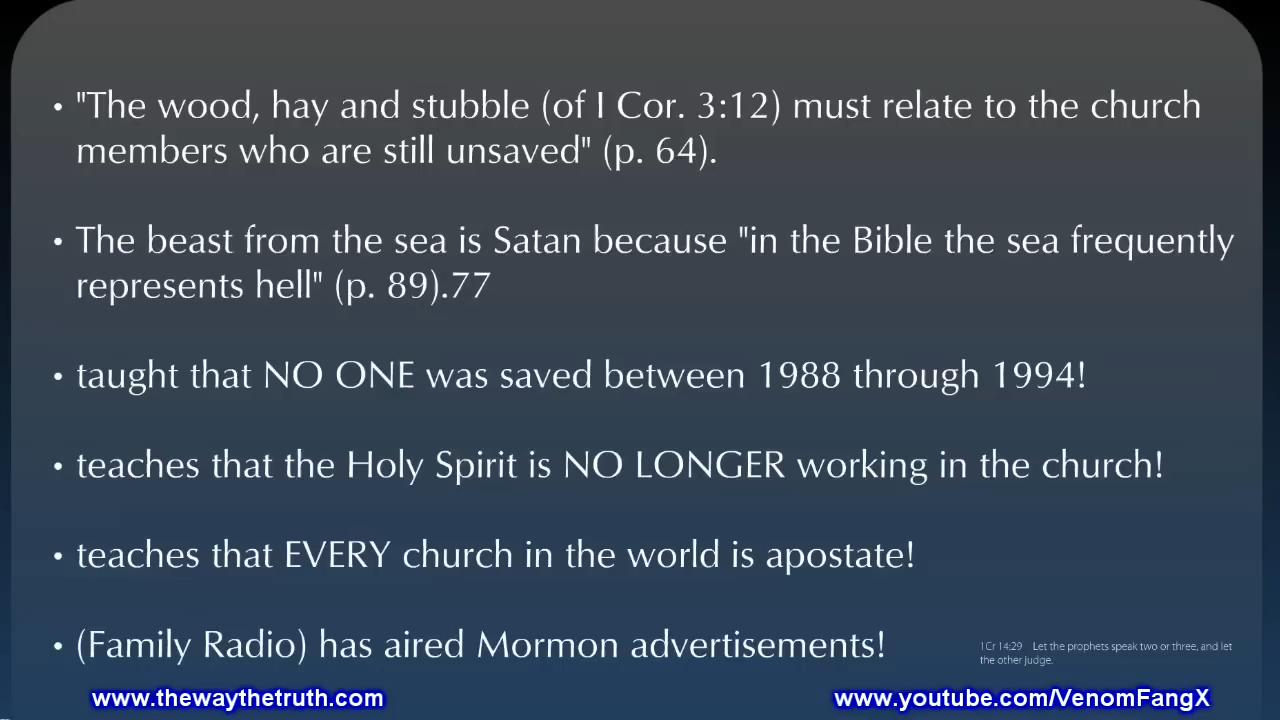 • "The wood, hay and stubble (of I Cor. 3:12) must relate to the church
members who are still unsaved" (p. 64).
• The beast from the sea is Satan because "in the Bible the sea frequently
represents hell" (p. 89).77
• taught that NO ONE was saved between 1988 through 1994!
• teaches that the Holy Spirit is NO LONGER working in the church!
• teaches that EVERY church in the world is apostate!
• (Family Radio) has aired Mormon advertisements!
1Cr 14:29 Let the prophets speak two or three, and let
the other judge.
www.thewaythetruth.com
www.youtube.com/VenomFangX